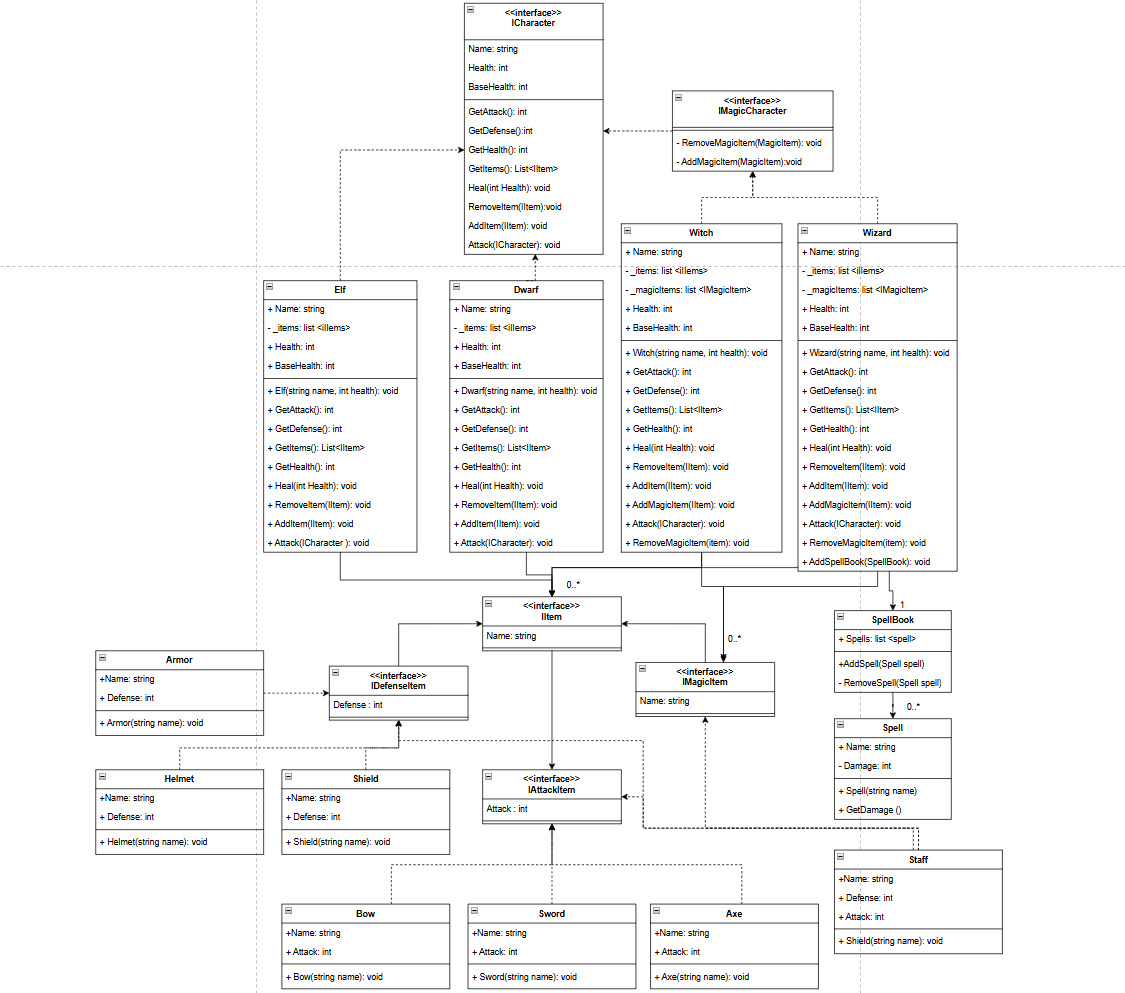 <<interface>>
ICharacter
Name: string
Health: int
BaseHealth: int
GetAttack(): int
GetDefense():int
GetHealth(): int
GetItems(): List<IItem>
Heal(int Health): void
RemoveItem(IItem):void
AddItem(IItem): void
Attack(ICharacter): void
<<interface>>
IMagicCharacter
- RemoveMagicItem(MagicItem): void
- AddMagicItem(MagicItem):void
Elf
+ Name: string
- _items: list <iIIems>
+ Health: int
+ BaseHealth: int
+ Elf(string name, int health): void
+ GetAttack(): int
+ GetDefense(): int
+ GetItems(): List<IItem>
+ GetHealth(): int
+ Heal(int Health): void
+ RemoveItem(IItem): void
+ AddItem(IItem): void
+ Attack(ICharacter ): void
Dwarf
+ Name: string
- _items: list <iIIems>
+ Health: int
+ BaseHealth: int
+ Dwarf(string name, int health): void
+ GetAttack(): int
+ GetDefense(): int
+ GetItems(): List<IItem>
+ GetHealth(): int
+ Heal(int Health): void
+ RemoveItem(IItem): void
+ AddItem(IItem): void
+ Attack(ICharacter): void
Witch
+ Name: string
- _items: list <iIIems>
- _magicItems: list <IMagicItem>
+ Health: int
+ BaseHealth: int
+ Witch(string name, int health): void
+ GetAttack(): int
+ GetDefense(): int
+ GetItems(): List<IItem>
+ GetHealth(): int
+ Heal(int Health): void
+ RemoveItem(IItem): void
+ AddItem(IItem): void
+ AddMagicItem(IItem): void
+ Attack(ICharacter): void
+ RemoveMagicItem(item): void
Wizard
+ Name: string
- _items: list <iIIems>
- _magicItems: list <IMagicItem>
+ Health: int
+ BaseHealth: int
+ Wizard(string name, int health): void
+ GetAttack(): int
+ GetDefense(): int
+ GetItems(): List<IItem>
+ GetHealth(): int
+ Heal(int Health): void
+ RemoveItem(IItem): void
+ AddItem(IItem): void
+ AddMagicItem(IItem): void
+ Attack(ICharacter): void
+ RemoveMagicItem(item): void
+ AddSpellBook(SpellBook): void
0..*
<<interface>>
IItem
Name: string
0..*
1
SpellBook
+ Spells: list <spell>
+AddSpell(Spell spell)
- RemoveSpell(Spell spell)
0..*
Armor
+Name: string
+ Defense: int
+ Armor(string name): void
<<interface>>
IDefenseItem
Defense : int
<<interface>>
IMagicItem
Name: string
Spell
+ Name: string
- Damage: int
+ Spell(string name)
+ GetDamage ()
Helmet
+Name: string
+ Defense: int
+ Helmet(string name): void
Shield
+Name: string
+ Defense: int
+ Shield(string name): void
<<interface>>
IAttackItem
Attack : int
Staff
+Name: string
+ Defense: int
+ Attack: int
+ Shield(string name): void
Bow
+Name: string
+ Attack: int
+ Bow(string name): void
Sword
+Name: string
+ Attack: int
+ Sword(string name): void
Axe
+Name: string
+ Attack: int
+ Axe(string name): void